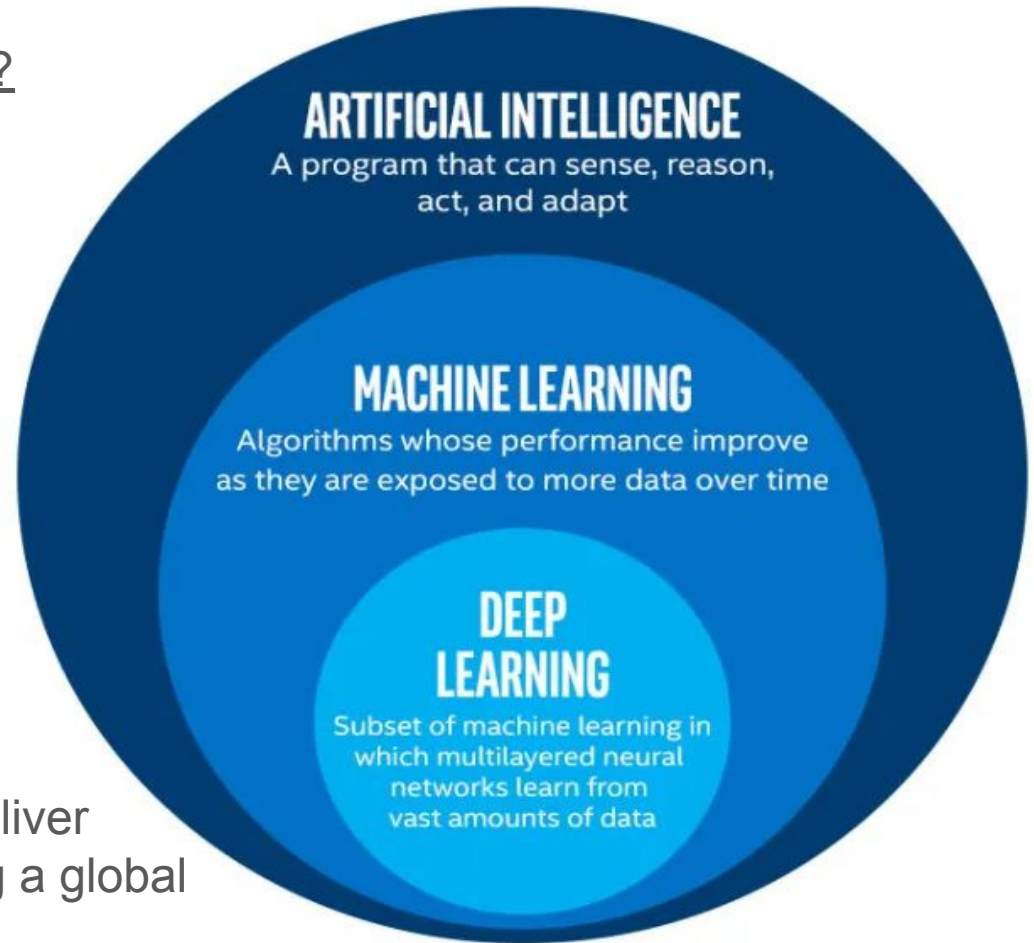 ?
ARTIFICIAL INTELLIGENCE
A program that can sense, reason,
act, and adapt
MACHINE LEARNING
Algorithms whose performance improve
as they are exposed to more data over time
DEEP
LEARNING
Subset of machine learning in
which multilayered neural
networks learn from
vast amounts of data
liver
g a global